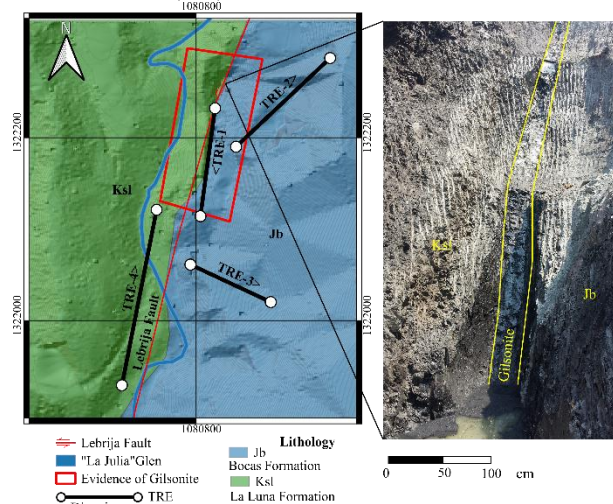 1080800
N
1322200
1322000
Ksl
Jb
TRE-2>
<TRE-1
TRE-3>
TRE-4>
Lebrija Fault
1080800
Ksl
Jb
Gilsonite
0 50 100 cm
Lebrija Fault
"La Julia"Glen
Evidence of Gilsonite
TRE
Lithology
Jb
Bocas Formation
Ksl
La Luna Formation